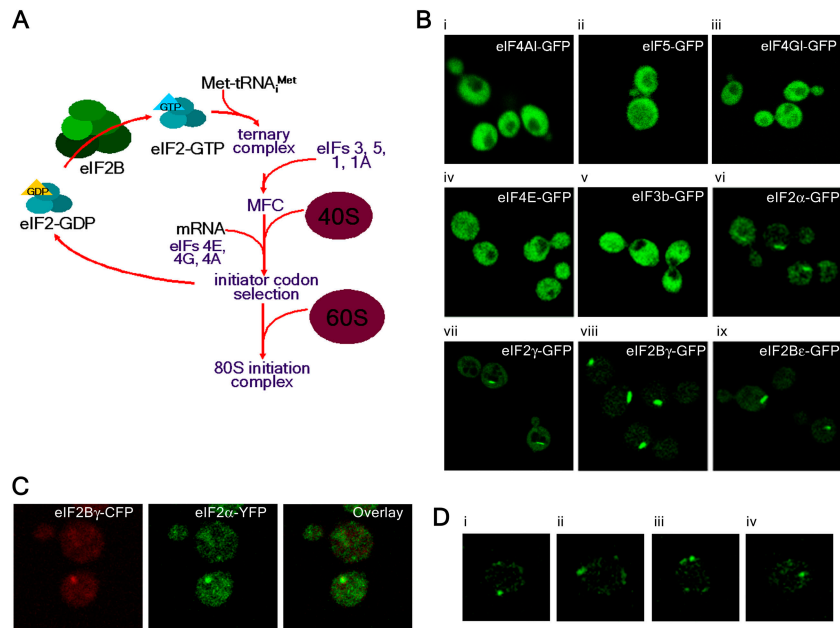 A
Met-tRNAiMet
GTP
eIF2B
eIF2-GTP
ternary
complex
eIFs 3, 5,
1, 1A
GDP
eIF2-GDP
MFC
mRNA
eIFs 4E,
4G, 4A
40S
initiator codon
selection
60S
80S initiation
complex
B
i
eIF4AI-GFP
ii
eIF5-GFP
iii
eIF4GI-GFP
iv
eIF4E-GFP
v
eIF3b-GFP
vi
eIF2α-GFP
vii
eIF2γ-GFP
viii
eIF2Bγ-GFP
ix
eIF2Bε-GFP
C
eIF2Bγ-CFP
eIF2α-YFP
Overlay
D
i
ii
iii
iv